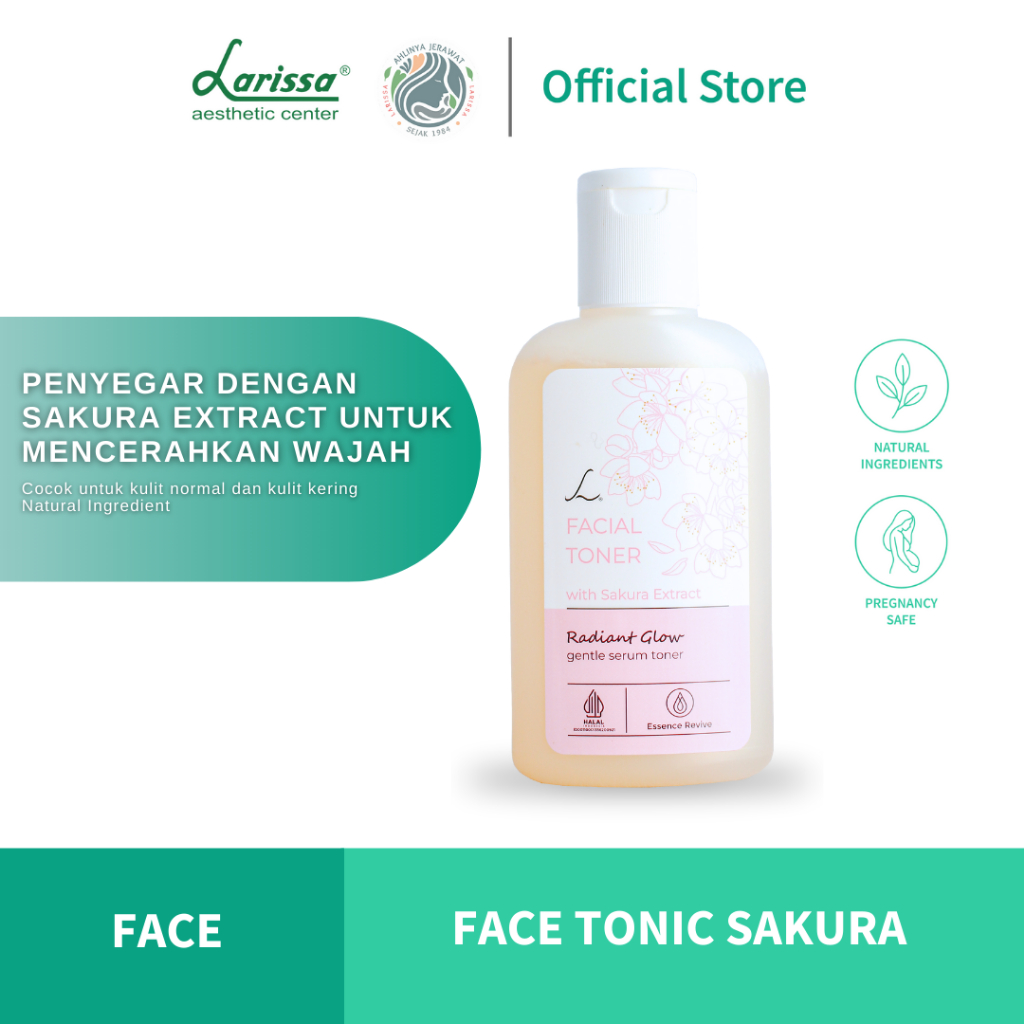 Larissa®
aesthetic center
AHLINYA JERAWAT
LARISSA
SEJAK 1984
Official Store
PENYEGAR DENGAN
SAKURA EXTRACT UNTUK
MENCERAHKAN WAJAH
Cocok untuk kulit normal dan kulit kering
Natural Ingredient
L®
FACIAL
TONER
with Sakura Extract
Radiant Glow
gentle serum toner
HALAL
INDONESIA
Essence Revive
NATURAL
INGREDIENTS
PREGNANCY
SAFE
FACE
FACE TONIC SAKURA